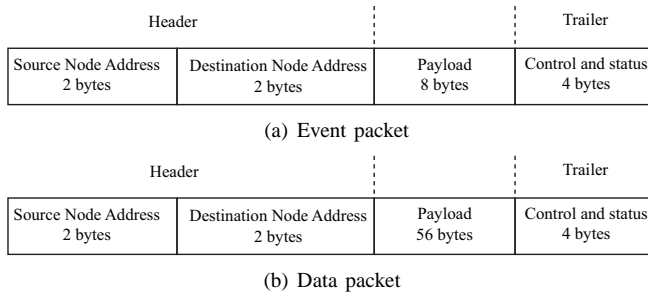 Header Trailer
Source Node Address Destination Node Address Payload Control and status
2 bytes 2 bytes 8 bytes 4 bytes
(a) Event packet
Header Trailer
Source Node Address Destination Node Address Payload Control and status
2 bytes 2 bytes 56 bytes 4 bytes
(b) Data packet